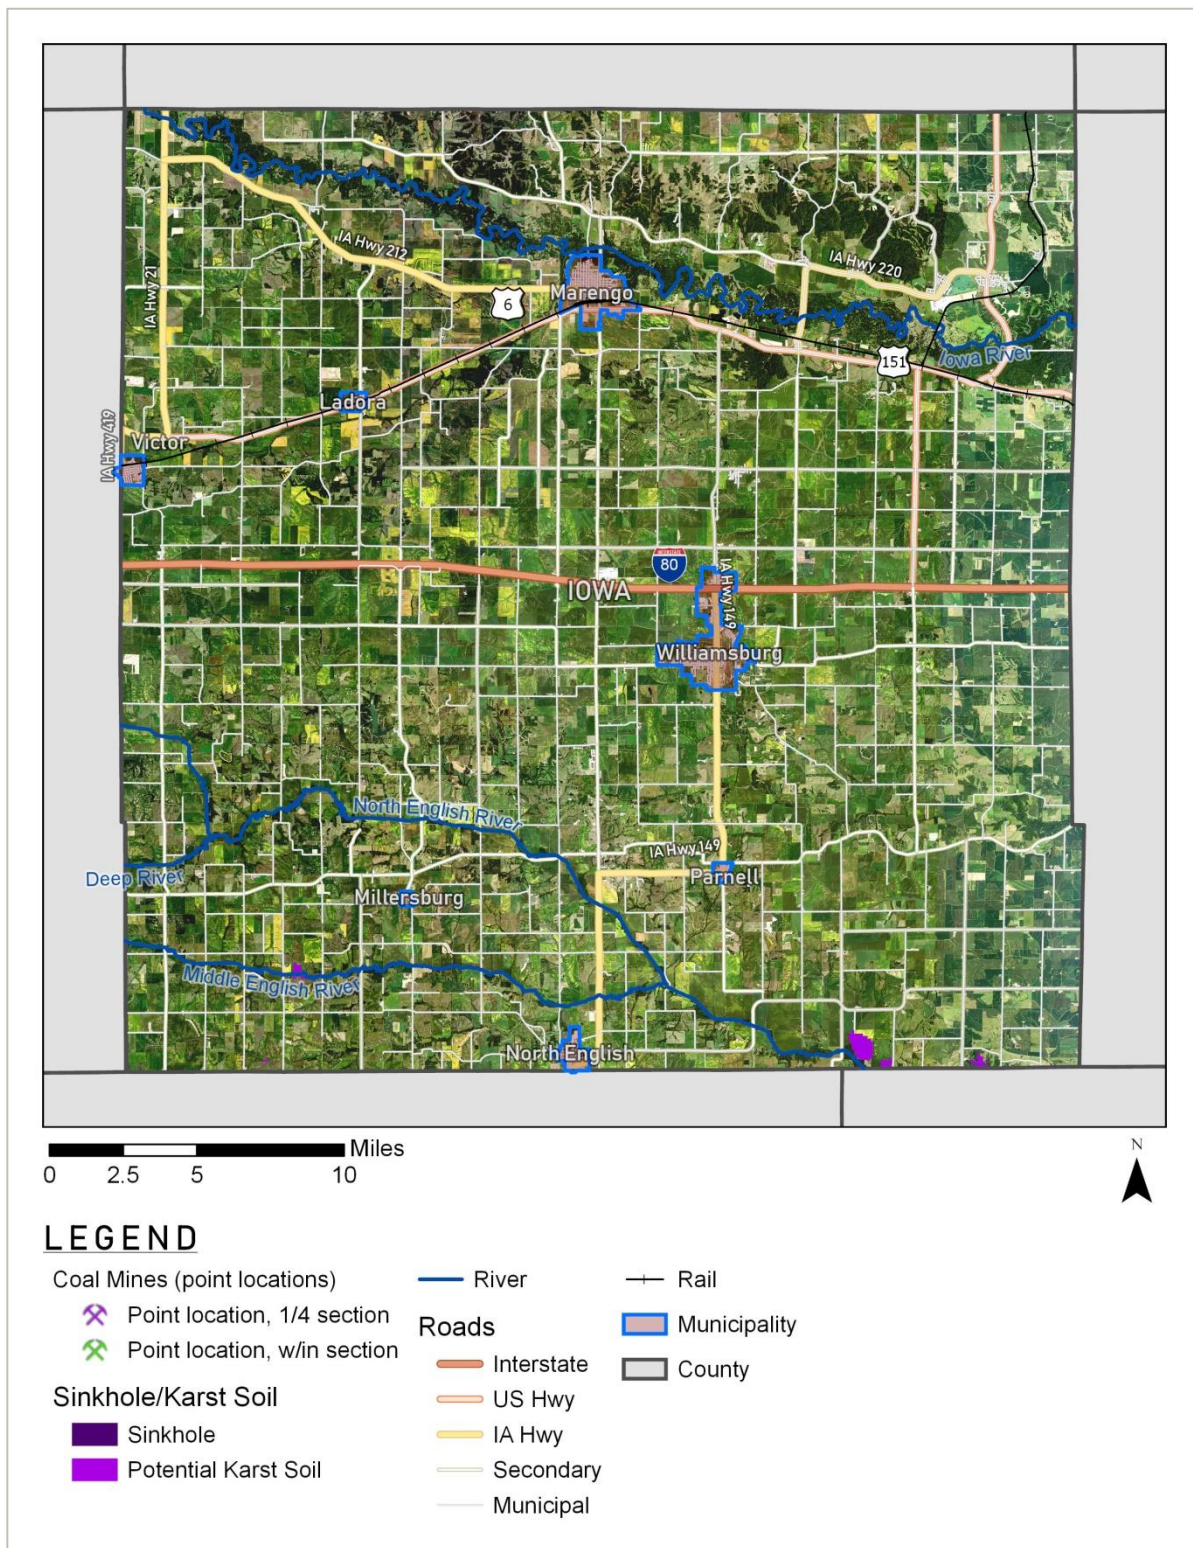 IA Hwy 212
IA Hwy 220
IA Hwy 21
6
Marengo
151
Iowa River
Ladora
IA Hwy 419
Victor
INTERSTATE
80
IOWA
IA Hwy 149
Williamsburg
North English River
IA Hwy 149
Deep River
Parnell
Millersburg
Middle English River
North English
Miles
0 2.5 5 10
N
LEGEND
Coal Mines (point locations)
Point location, 1/4 section
Point location, w/in section
Sinkhole/Karst Soil
Sinkhole
Potential Karst Soil
River
Roads
Interstate
US Hwy
IA Hwy
Secondary
Municipal
Rail
Municipality
County